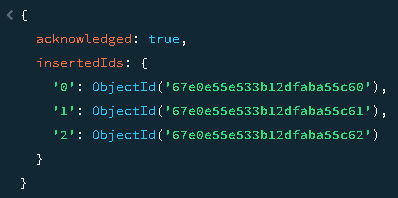 {
acknowledged: true,
insertedIds: {
'0': ObjectId('67e0e55e533b12dfaba55c60'),
'1': ObjectId('67e0e55e533b12dfaba55c61'),
'2': ObjectId('67e0e55e533b12dfaba55c62')
}
}